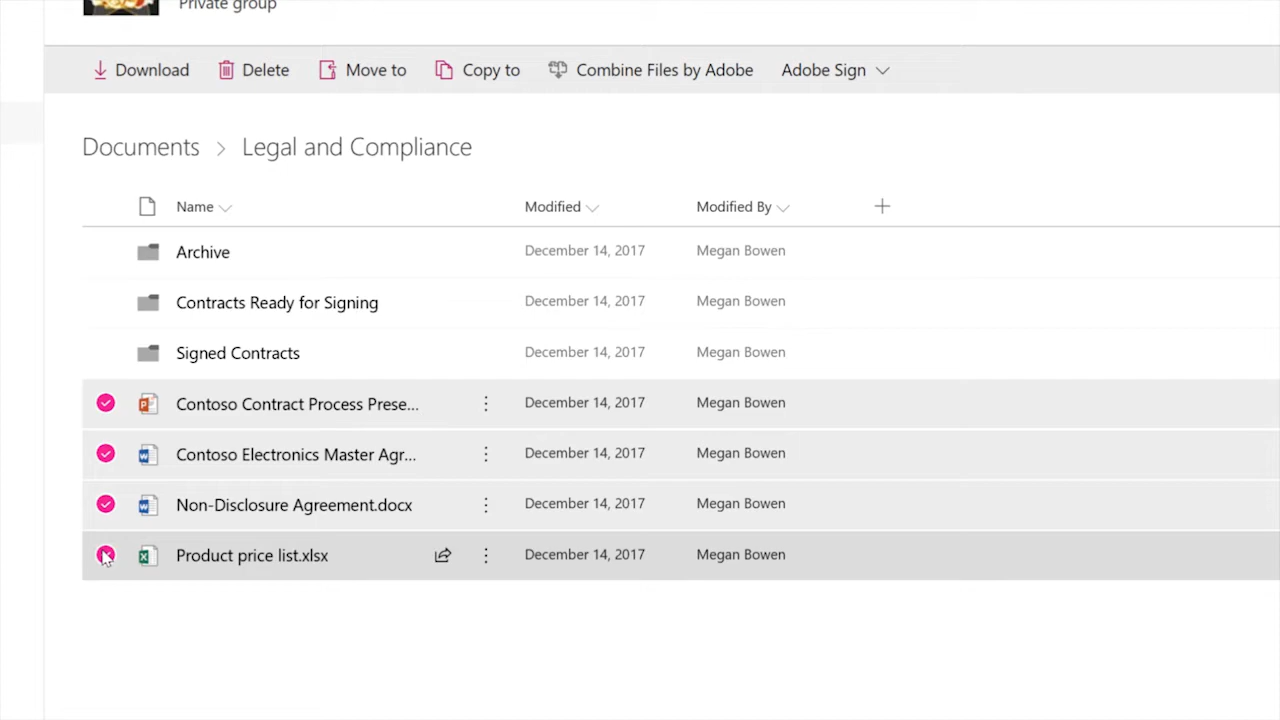 Private group
Download Delete Move to Copy to Combine Files by Adobe Adobe Sign
Documents > Legal and Compliance
Name Modified Modified By +
Archive December 14, 2017 Megan Bowen
Contracts Ready for Signing December 14, 2017 Megan Bowen
Signed Contracts December 14, 2017 Megan Bowen
Contoso Contract Process Prese... December 14, 2017 Megan Bowen
Contoso Electronics Master Agr... December 14, 2017 Megan Bowen
Non-Disclosure Agreement.docx December 14, 2017 Megan Bowen
Product price list.xlsx December 14, 2017 Megan Bowen